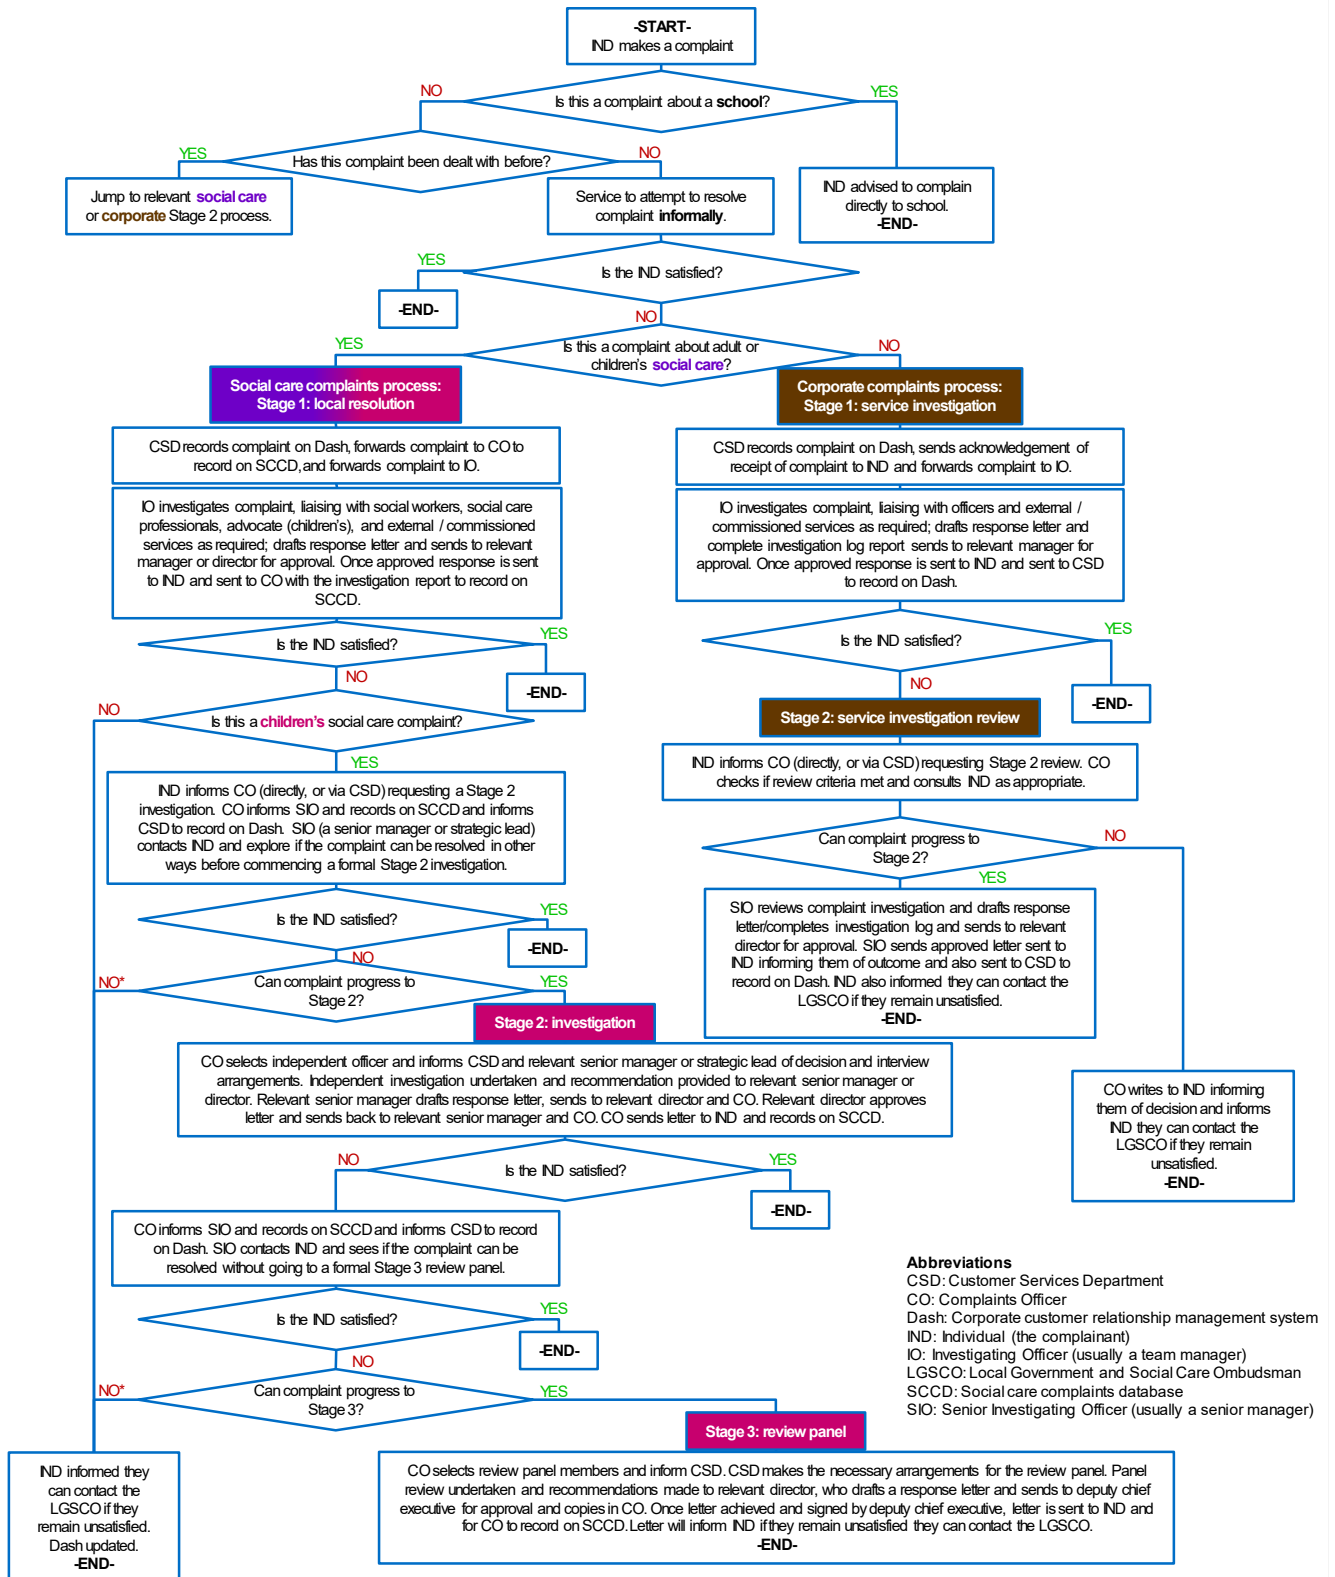 -START-
IND makes a complaint
NO
YES
Is this a complaint about a school?
YES
NO
Has this complaint been dealt with before?
Jump to relevant social care
or corporate Stage 2 process.
Service to attempt to resolve
complaint informally.
IND advised to complain
directly to school.
-END-
YES
Is the IND satisfied?
-END-
NO
YES
NO
Is this a complaint about adult or
children's social care?
Social care complaints process:
Stage 1: local resolution
Corporate complaints process:
Stage 1: service investigation
CSD records complaint on Dash, forwards complaint to CO to
record on SCCD, and forwards complaint to IO.
CSD records complaint on Dash, sends acknowledgement of
receipt of complaint to IND and forwards complaint to IO.
IO investigates complaint, liaising with social workers, social care
professionals, advocate (children's), and external / commissioned
services as required; drafts response letter and sends to relevant
manager or director for approval. Once approved response is sent
to IND and sent to CO with the investigation report to record on
SCCD.
IO investigates complaint, liaising with officers and external /
commissioned services as required; drafts response letter and
complete investigation log report sends to relevant manager for
approval. Once approved response is sent to IND and sent to CSD
to record on Dash.
Is the IND satisfied?
YES
-END-
NO
Is the IND satisfied?
YES
-END-
NO
NO
Is this a children's social care complaint?
YES
Stage 2: service investigation review
IND informs CO (directly, or via CSD) requesting Stage 2 review. CO
checks if review criteria met and consults IND as appropriate.
IND informs CO (directly, or via CSD) requesting a Stage 2
investigation. CO informs SIO and records on SCCD and informs
CSD to record on Dash. SIO (a senior manager or strategic lead)
contacts IND and explore if the complaint can be resolved in other
ways before commencing a formal Stage 2 investigation.
Can complaint progress to
Stage 2?
NO
YES
Is the IND satisfied?
YES
-END-
NO
SIO reviews complaint investigation and drafts response
letter/completes investigation log and sends to relevant
director for approval. SIO sends approved letter sent to
IND informing them of outcome and also sent to CSD to
record on Dash. IND also informed they can contact the
LGSCO if they remain unsatisfied.
-END-
NO*
Can complaint progress to
Stage 2?
YES
Stage 2: investigation
CO selects independent officer and informs CSD and relevant senior manager or strategic lead of decision and interview
arrangements. Independent investigation undertaken and recommendation provided to relevant senior manager or
director. Relevant senior manager drafts response letter, sends to relevant director and CO. Relevant director approves
letter and sends back to relevant senior manager and CO. CO sends letter to IND and records on SCCD.
CO writes to IND informing
them of decision and informs
IND they can contact the
LGSCO if they remain
unsatisfied.
-END-
NO
Is the IND satisfied?
YES
-END-
CO informs SIO and records on SCCD and informs CSD to record
on Dash. SIO contacts IND and sees if the complaint can be
resolved without going to a formal Stage 3 review panel.
Is the IND satisfied?
YES
-END-
NO
NO*
Can complaint progress to
Stage 3?
YES
Abbreviations
CSD: Customer Services Department
CO: Complaints Officer
Dash: Corporate customer relationship management system
IND: Individual (the complainant)
IO: Investigating Officer (usually a team manager)
LGSCO: Local Government and Social Care Ombudsman
SCCD: Social care complaints database
SIO: Senior Investigating Officer (usually a senior manager)
Stage 3: review panel
IND informed they
can contact the
LGSCO if they
remain unsatisfied.
Dash updated.
-END-
CO selects review panel members and inform CSD. CSD makes the necessary arrangements for the review panel. Panel
review undertaken and recommendations made to relevant director, who drafts a response letter and sends to deputy chief
executive for approval and copies in CO. Once letter achieved and signed by deputy chief executive, letter is sent to IND and
for CO to record on SCCD. Letter will inform IND if they remain unsatisfied they can contact the LGSCO.
-END-